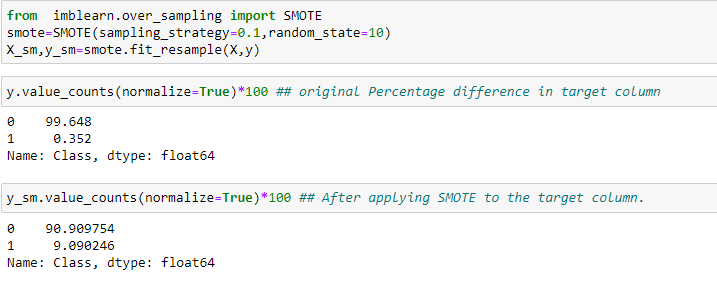 from  imblearn.over_sampling import SMOTE
smote=SMOTE(sampling_strategy=0.1,random_state=10)
X_sm,y_sm=smote.fit_resample(X,y)
y.value_counts(normalize=True)*100 ## original Percentage difference in target column
0    99.648
1     0.352
Name: Class, dtype: float64
y_sm.value_counts(normalize=True)*100 ## After applying SMOTE to the target column.
0    90.909754
1     9.090246
Name: Class, dtype: float64